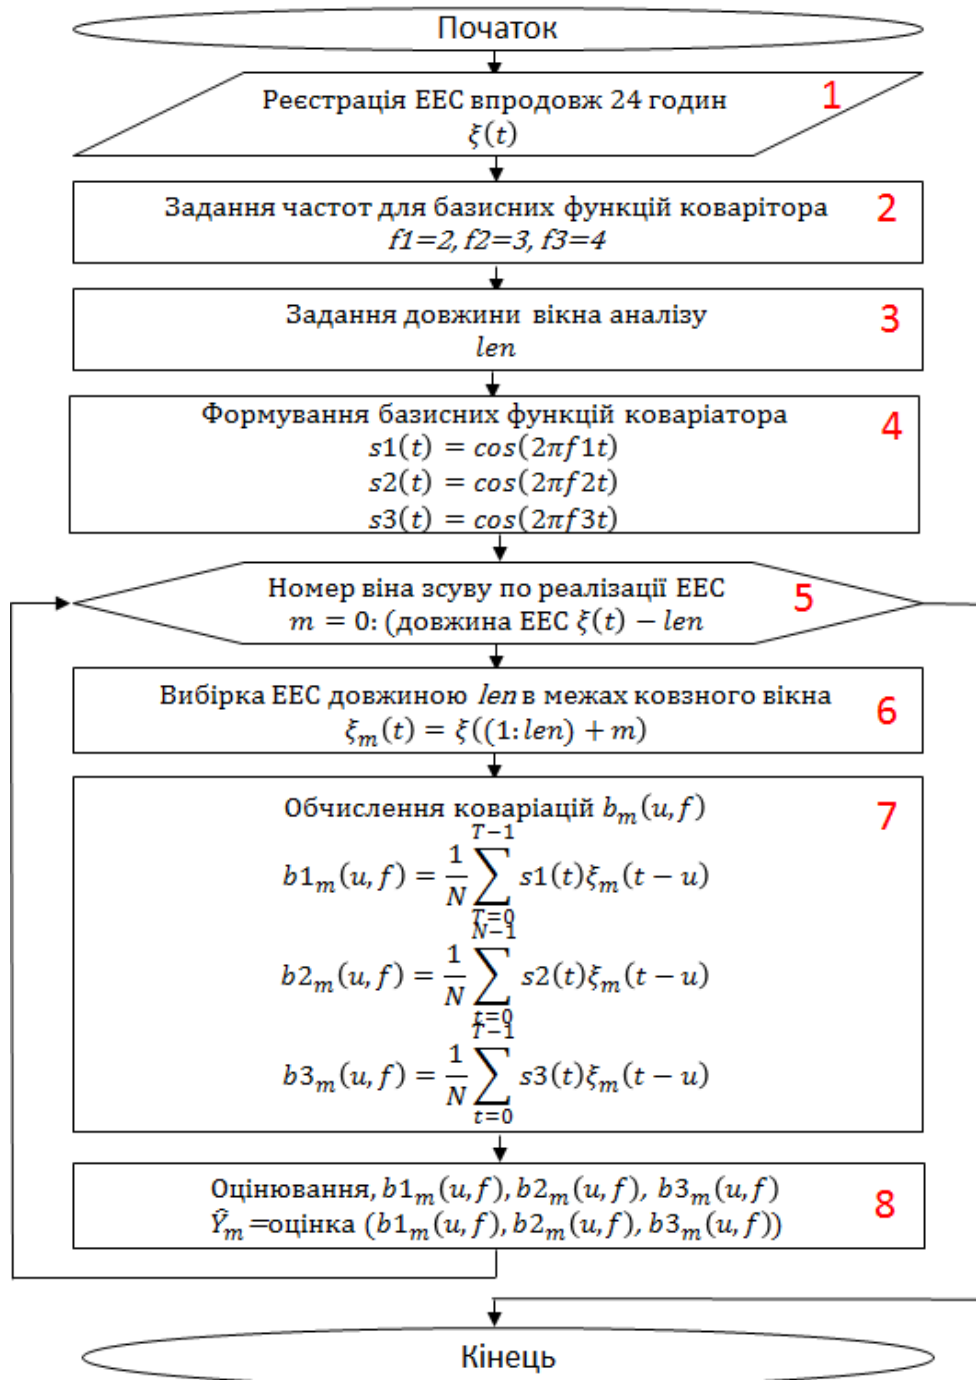 Початок
Реєстрація ЕЕС впродовж 24 годин 1
ξ(t)
Задання частот для базисних функцій коварітора 2
f1=2, f2=3, f3=4
Задання довжини вікна аналізу 3
len
Формування базисних функцій коваріатора 4
s1(t) = cos(2πf1t)
s2(t) = cos(2πf2t)
s3(t) = cos(2πf3t)
Номер віна зсуву по реалізації ЕЕС 5
m = 0: (довжина ЕЕС ξ(t) − len
Вибірка ЕЕС довжиною len в межах ковзного вікна 6
ξₘ(t) = ξ((1: len) + m)
Обчислення коваріацій bₘ(u, f) 7
T−1
b1ₘ(u, f) = 1/N ∑ s1(t)ξₘ(t − u)
T=0
N−1
b2ₘ(u, f) = 1/N ∑ s2(t)ξₘ(t − u)
t=0
T−1
b3ₘ(u, f) = 1/N ∑ s3(t)ξₘ(t − u)
t=0
Оцінювання, b1ₘ(u, f), b2ₘ(u, f), b3ₘ(u, f) 8
Ŷₘ=оцінка (b1ₘ(u, f), b2ₘ(u, f), b3ₘ(u, f))
Кінець